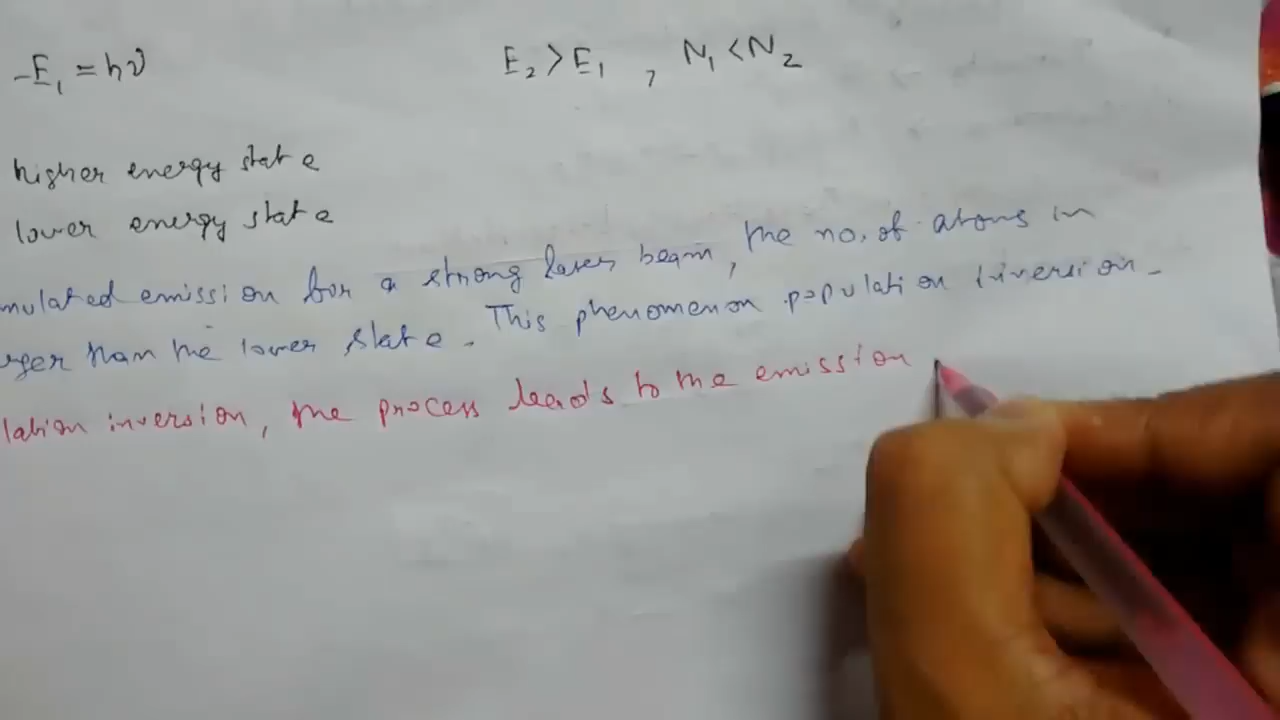 -E₁ = hν E₂ > E₁ , N₁ < N₂
higher energy state
lower energy state
mulated emission for a strong laser beam, the no. of atoms in
rger than the lower state. This phenomenon population inversion.
lation inversion, the process leads to the emission